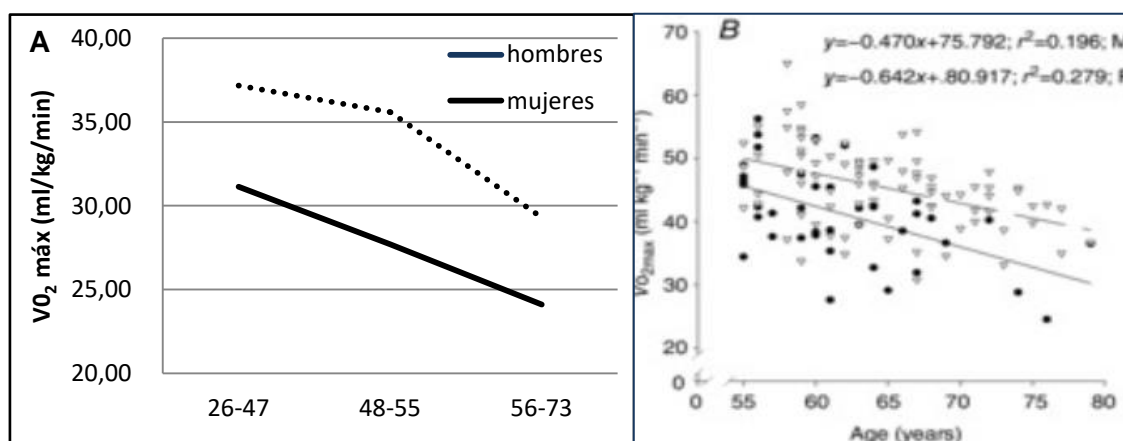 A
40,00
35,00
30,00
25,00
20,00
V0₂ máx (ml/kg/min)
hombres
mujeres
26-47
48-55
56-73
B
y=−0.470x+75.792; r²=0.196; M
y=−0.642x+.80.917; r²=0.279; F
70
60
50
40
30
20
0
V̇O₂max (ml kg⁻¹ min⁻¹)
0
55
60
65
70
75
80
Age (years)